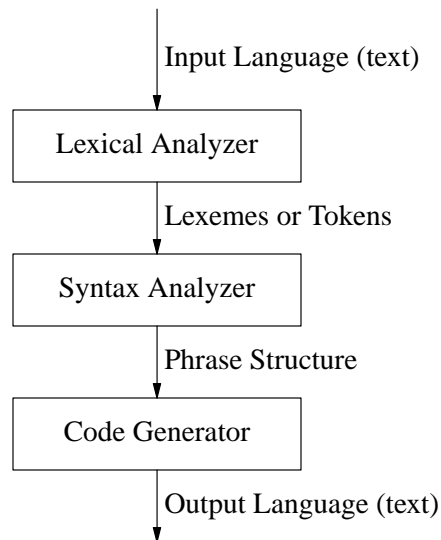 Input Language (text)
Lexical Analyzer
Lexemes or Tokens
Syntax Analyzer
Phrase Structure
Code Generator
Output Language (text)